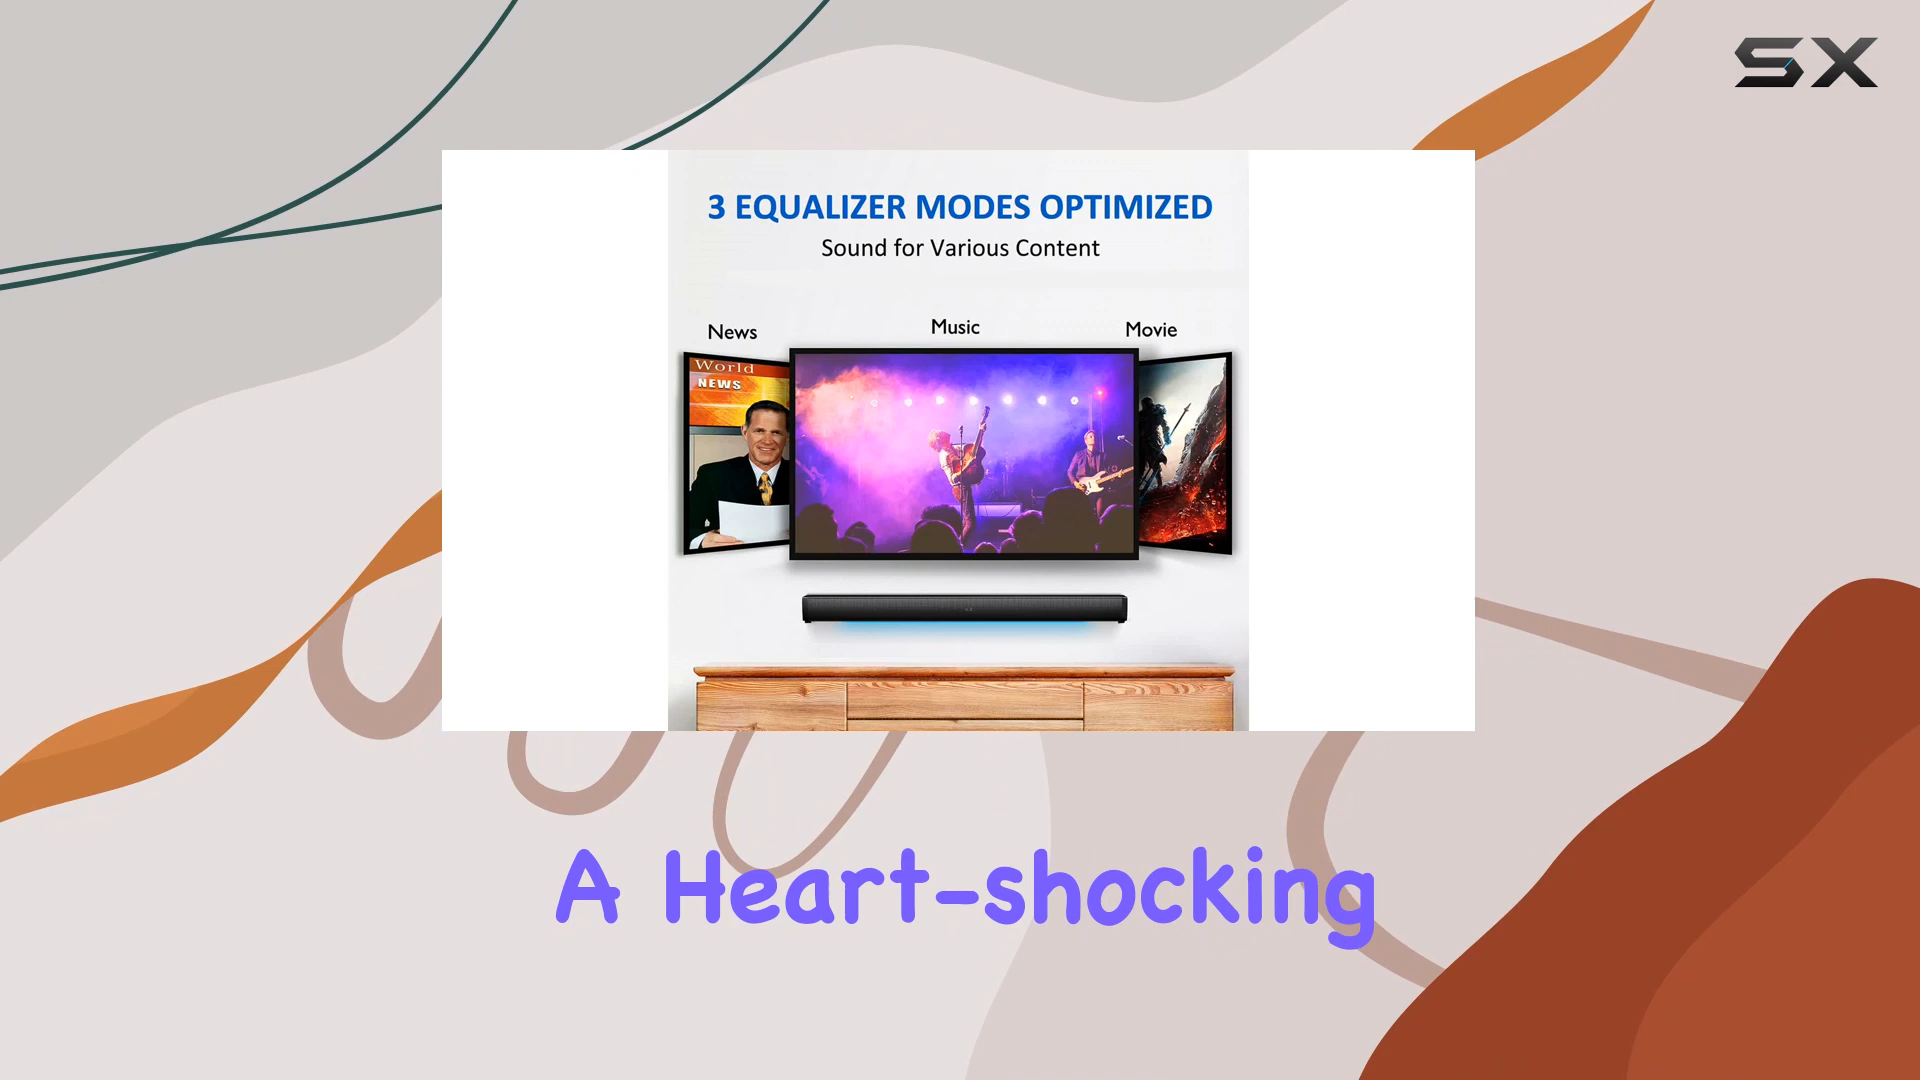 SX
3 EQUALIZER MODES OPTIMIZED
Sound for Various Content
News
Music
Movie
World
NEWS
A Heart-shocking